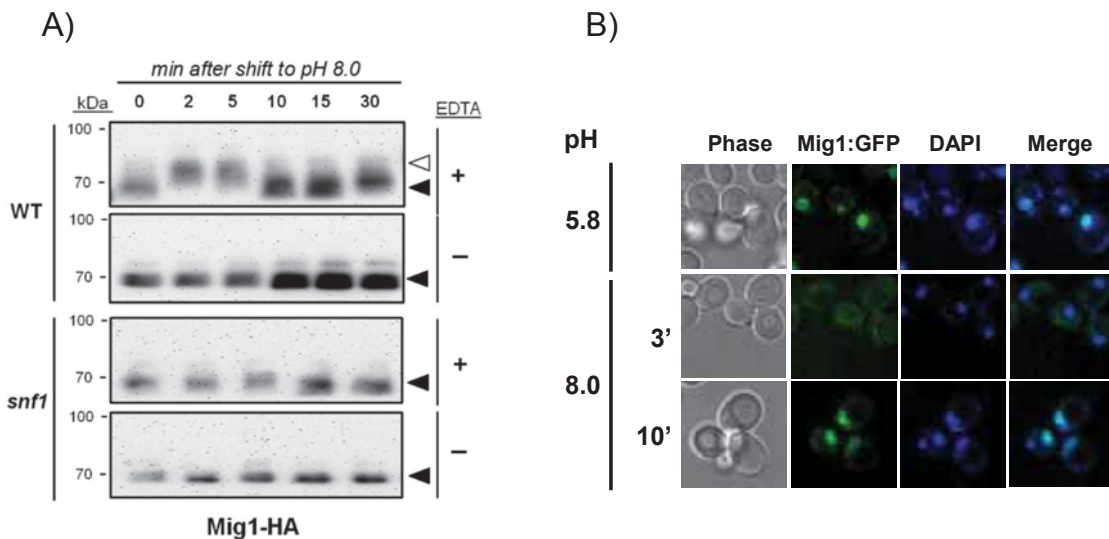 A)
B)
min after shift to pH 8.0
kDa 0 2 5 10 15 30 EDTA
100 -
70 -
+
WT
100 -
70 -
–
100 -
70 -
+
snf1
100 -
70 -
–
Mig1-HA
pH Phase Mig1:GFP DAPI Merge
5.8
3'
8.0
10'